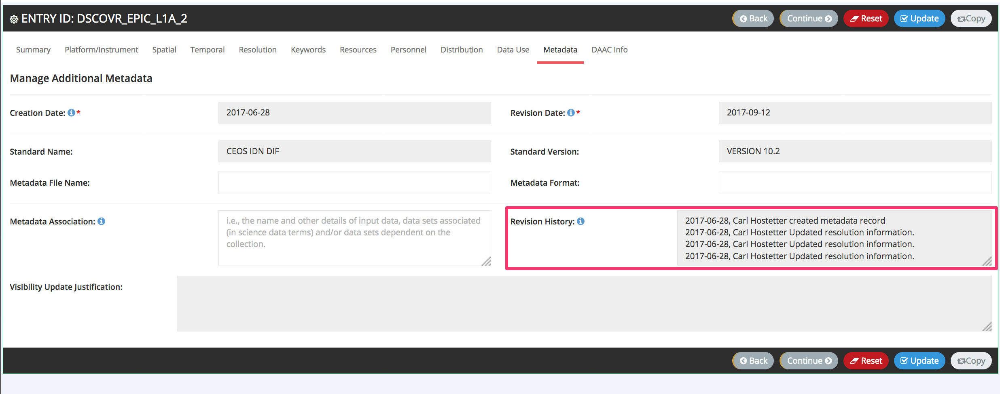 ENTRY ID: DSCOVR_EPIC_L1A_2
Back Continue Reset Update Copy
Summary Platform/Instrument Spatial Temporal Resolution Keywords Resources Personnel Distribution Data Use Metadata DAAC Info
Manage Additional Metadata
Creation Date: * 2017-06-28 Revision Date: * 2017-09-12
Standard Name: CEOS IDN DIF Standard Version: VERSION 10.2
Metadata File Name: Metadata Format:
Metadata Association:
i.e., the name and other details of input data, data sets associated
(in science data terms) and/or data sets dependent on the
collection.
Revision History:
2017-06-28, Carl Hostetter created metadata record
2017-06-28, Carl Hostetter Updated resolution information.
2017-06-28, Carl Hostetter Updated resolution information.
2017-06-28, Carl Hostetter Updated resolution information.
Visibility Update Justification:
Back Continue Reset Update Copy